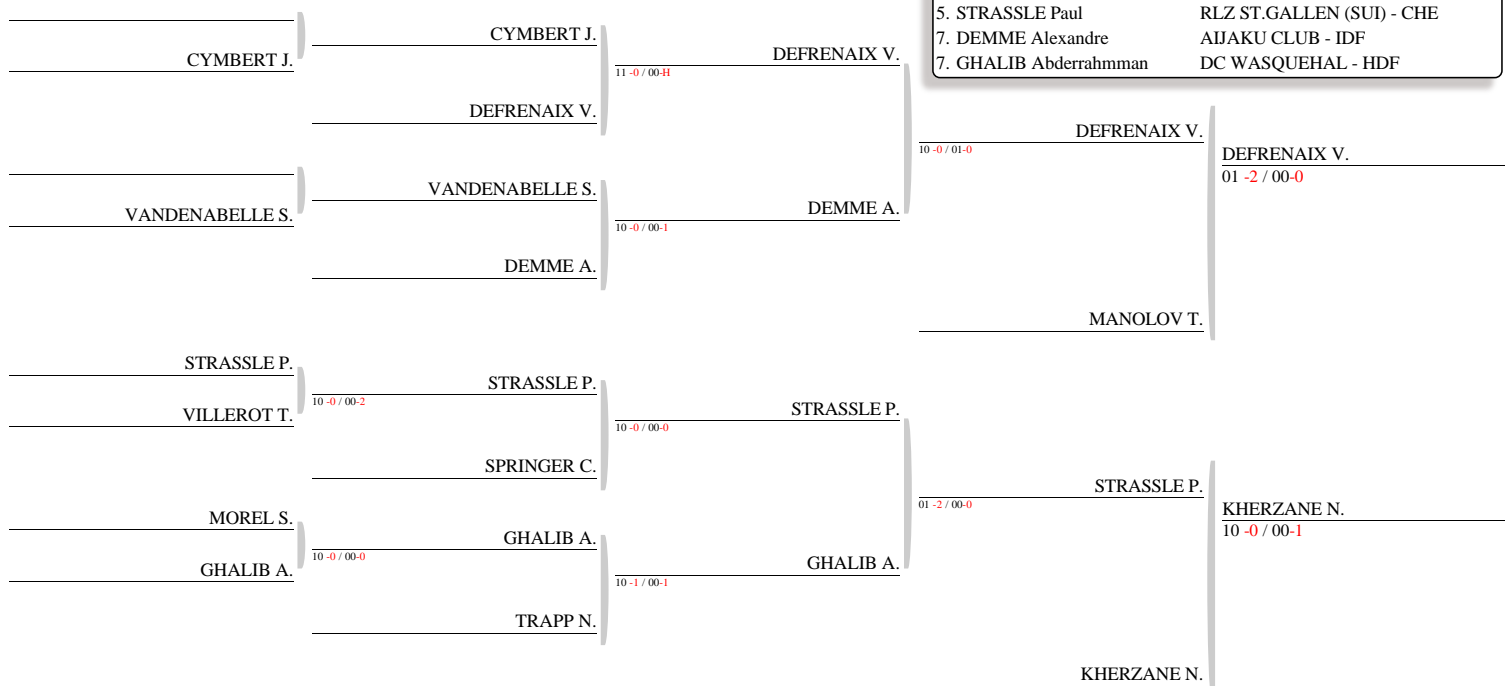 5. STRASSLE Paul RLZ ST.GALLEN (SUI) - CHE
7. DEMME Alexandre AIJAKU CLUB - IDF
7. GHALIB Abderrahmman DC WASQUEHAL - HDF
CYMBERT J.
CYMBERT J.
DEFRENAIX V.
11 -0 / 00-H
DEFRENAIX V.
DEFRENAIX V.
10 -0 / 01-0
DEFRENAIX V.
01 -2 / 00-0
VANDENABELLE S.
VANDENABELLE S.
DEMME A.
10 -0 / 00-1
DEMME A.
MANOLOV T.
STRASSLE P.
STRASSLE P.
10 -0 / 00-2
VILLEROT T.
STRASSLE P.
10 -0 / 00-0
SPRINGER C.
STRASSLE P.
01 -2 / 00-0
KHERZANE N.
10 -0 / 00-1
MOREL S.
GHALIB A.
10 -0 / 00-0
GHALIB A.
GHALIB A.
10 -1 / 00-1
TRAPP N.
KHERZANE N.